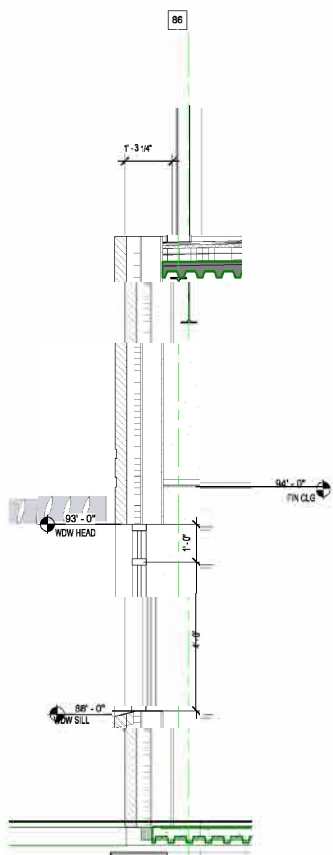 86
1' - 3 1/4"
94' - 0"
FIN CLG
93' - 0"
WDW HEAD
1'-0"
4'-0"
88' - 0"
WDW SILL